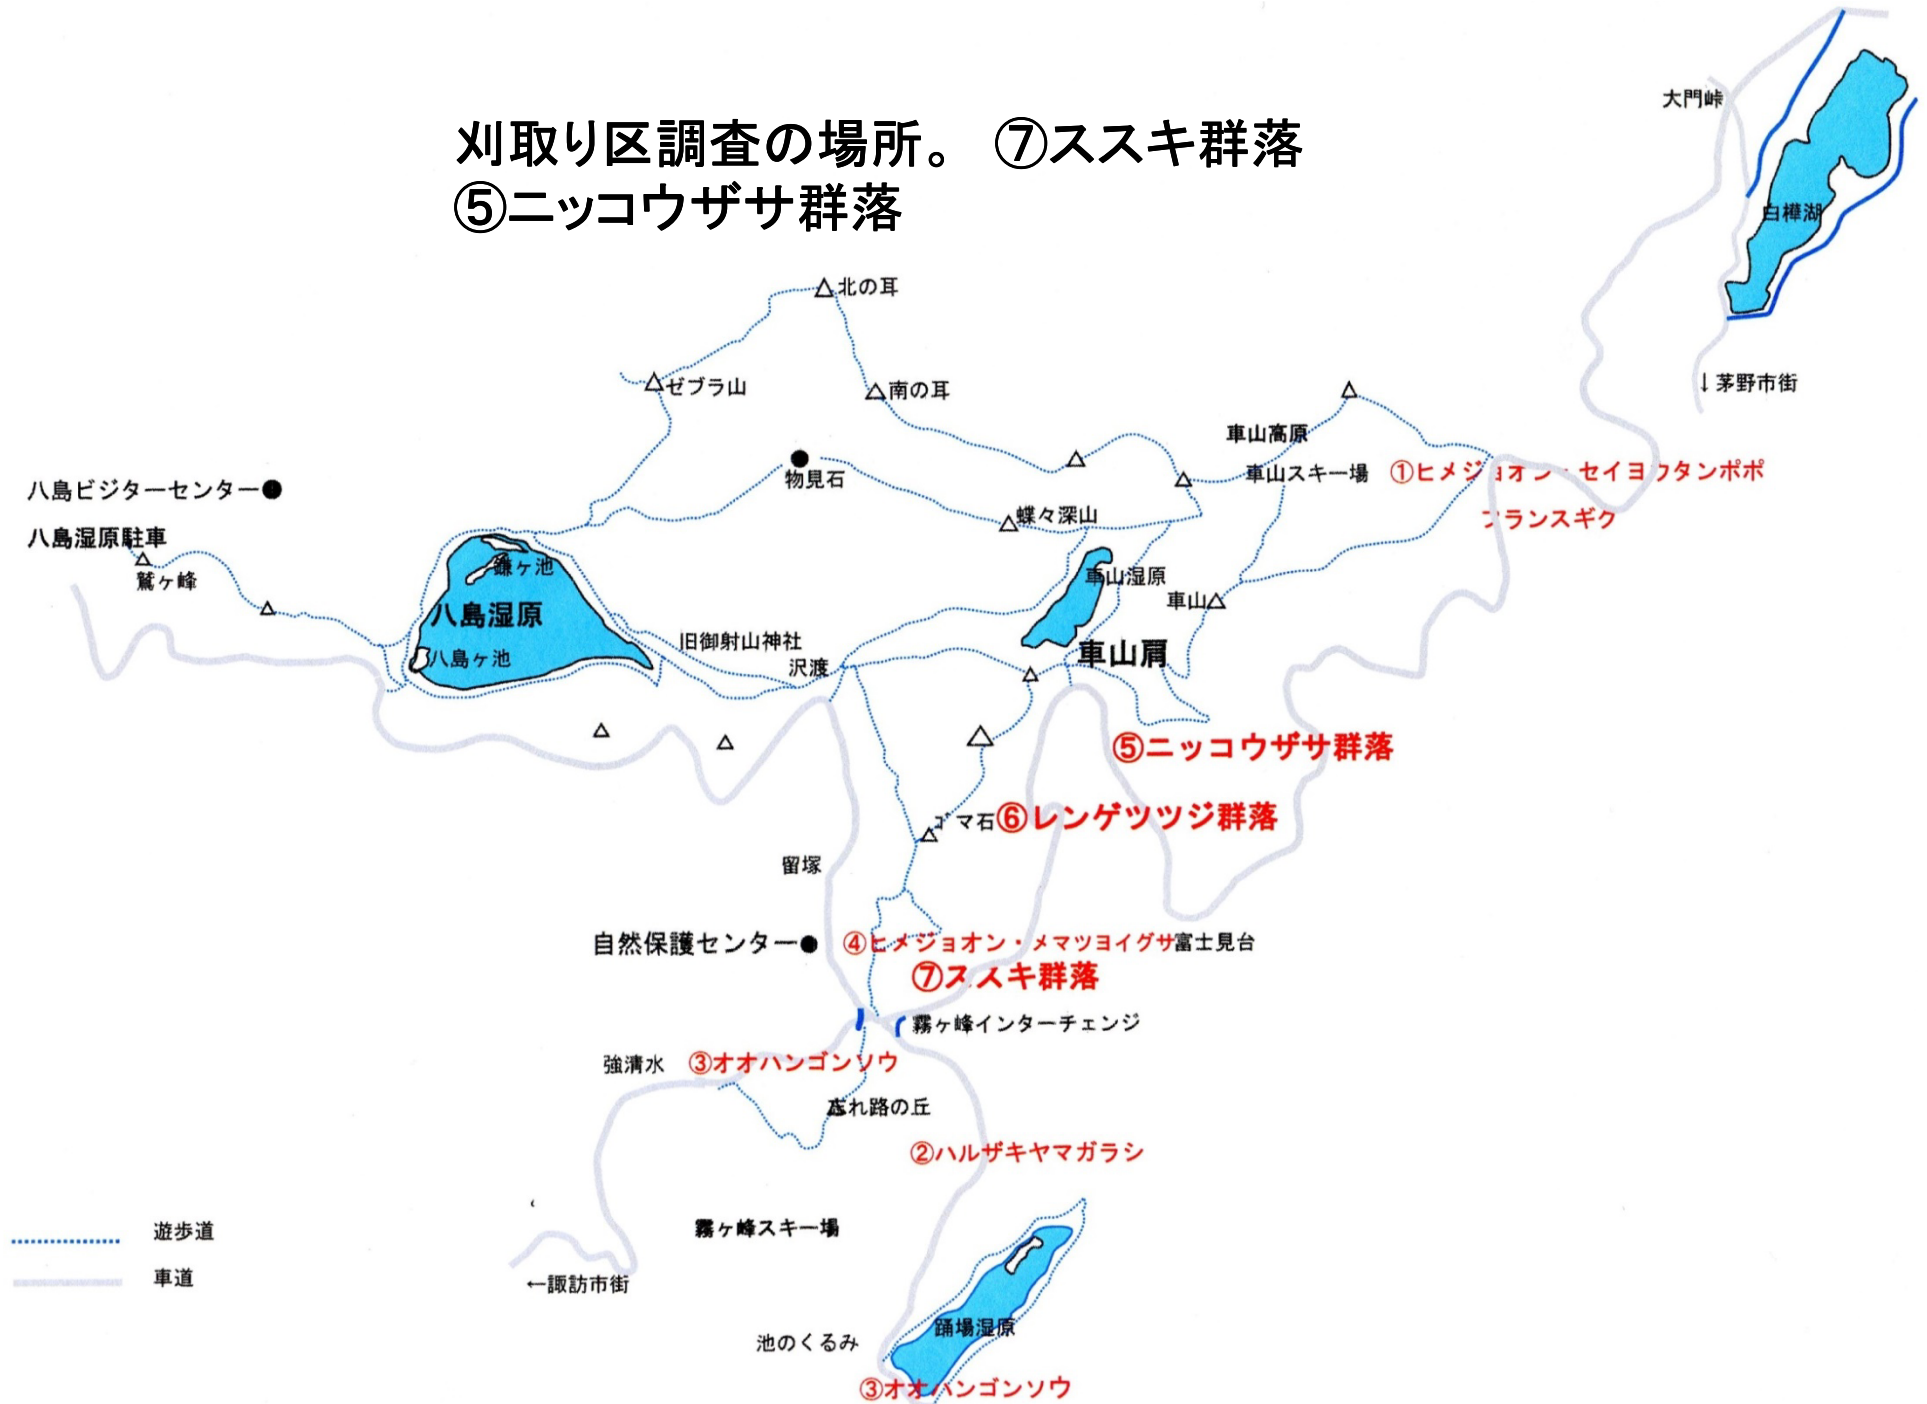 刈取り区調査の場所。 ⑦ススキ群落
⑤ニッコウザサ群落
大門峠
白樺湖
↓茅野市街
北の耳
ゼブラ山
南の耳
車山高原
車山スキー場
①ヒメジョオン・セイヨウタンポポ
フランスギク
物見石
八島ビジターセンター●
八島湿原駐車
鷲ヶ峰
蝶々深山
鎌ヶ池
八島湿原
八島ヶ池
車山湿原
車山
旧御射山神社
沢渡
車山肩
⑤ニッコウザサ群落
ゴマ石
⑥レンゲツツジ群落
留塚
自然保護センター●
④ヒメジョオン・メマツヨイグサ
富士見台
⑦ススキ群落
霧ヶ峰インターチェンジ
強清水
③オオハンゴンソウ
忘れ路の丘
②ハルザキヤマガラシ
遊歩道
車道
霧ヶ峰スキー場
←諏訪市街
踊場湿原
池のくるみ
③オオハンゴンソウ